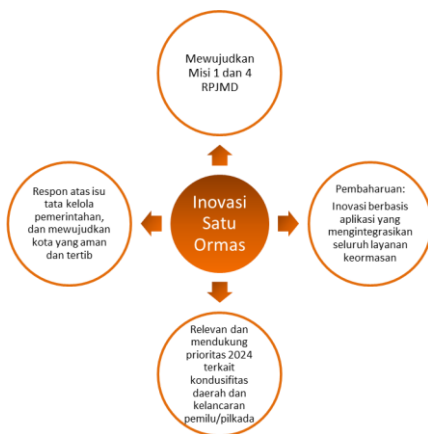 Mewujudkan
Misi 1 dan 4
RPJMD
Respon atas isu
tata kelola
pemerintahan,
dan mewujudkan
kota yang aman
dan tertib
Inovasi
Satu
Ormas
Pembaharuan:
Inovasi berbasis
aplikasi yang
mengintegrasikan
seluruh layanan
keormasan
Relevan dan
mendukung
prioritas 2024
terkait
kondusifitas
daerah dan
kelancaran
pemilu/pilkada